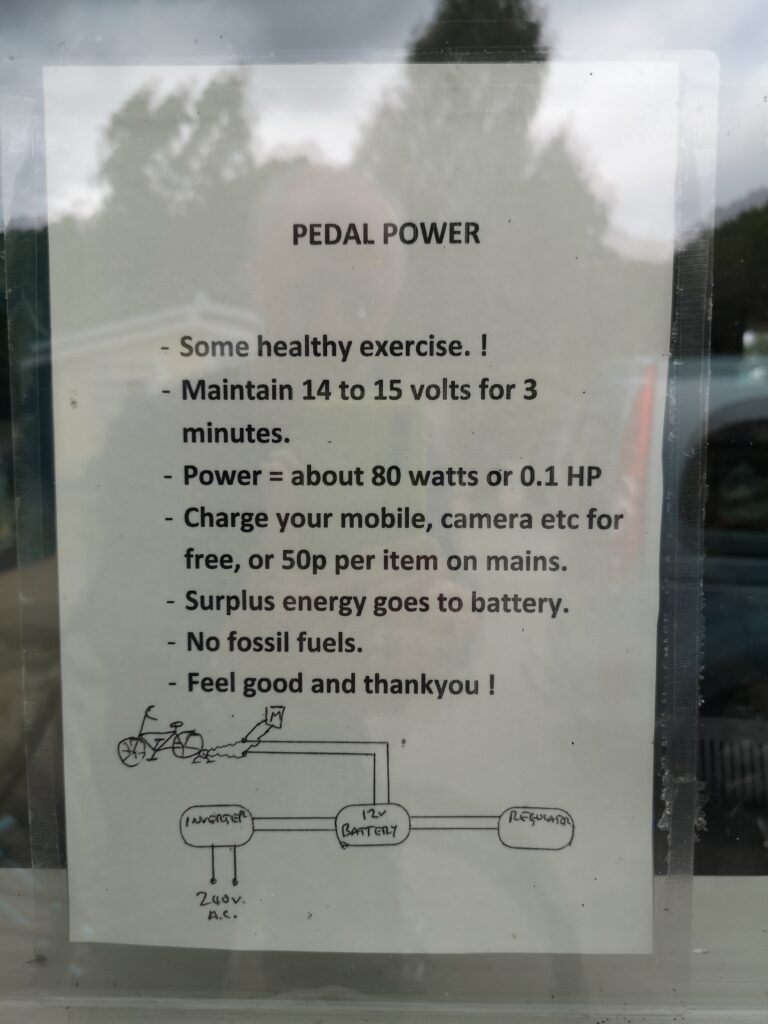 PEDAL POWER
- Some healthy exercise. !
- Maintain 14 to 15 volts for 3
minutes.
- Power = about 80 watts or 0.1 HP
- Charge your mobile, camera etc for
free, or 50p per item on mains.
- Surplus energy goes to battery.
- No fossil fuels.
- Feel good and thankyou !
M
INVERTER
12V
BATTERY
REGULATOR
240V.
A.C.